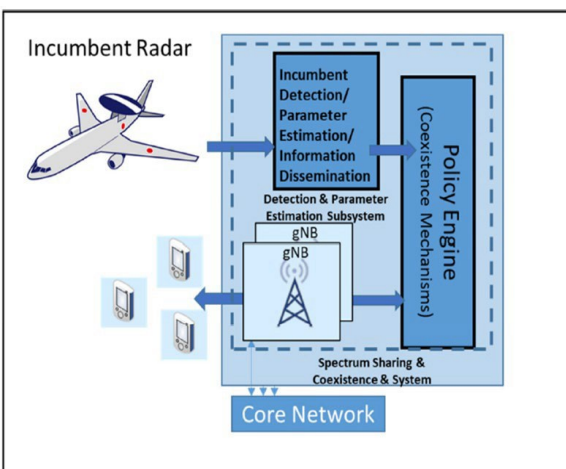 Incumbent Radar
Incumbent
Detection/
Parameter
Estimation/
Information
Dissemination
Policy Engine
(Coexistence Mechanisms)
Detection & Parameter
Estimation Subsystem
gNB
gNB
Spectrum Sharing &
Coexistence & System
Core Network